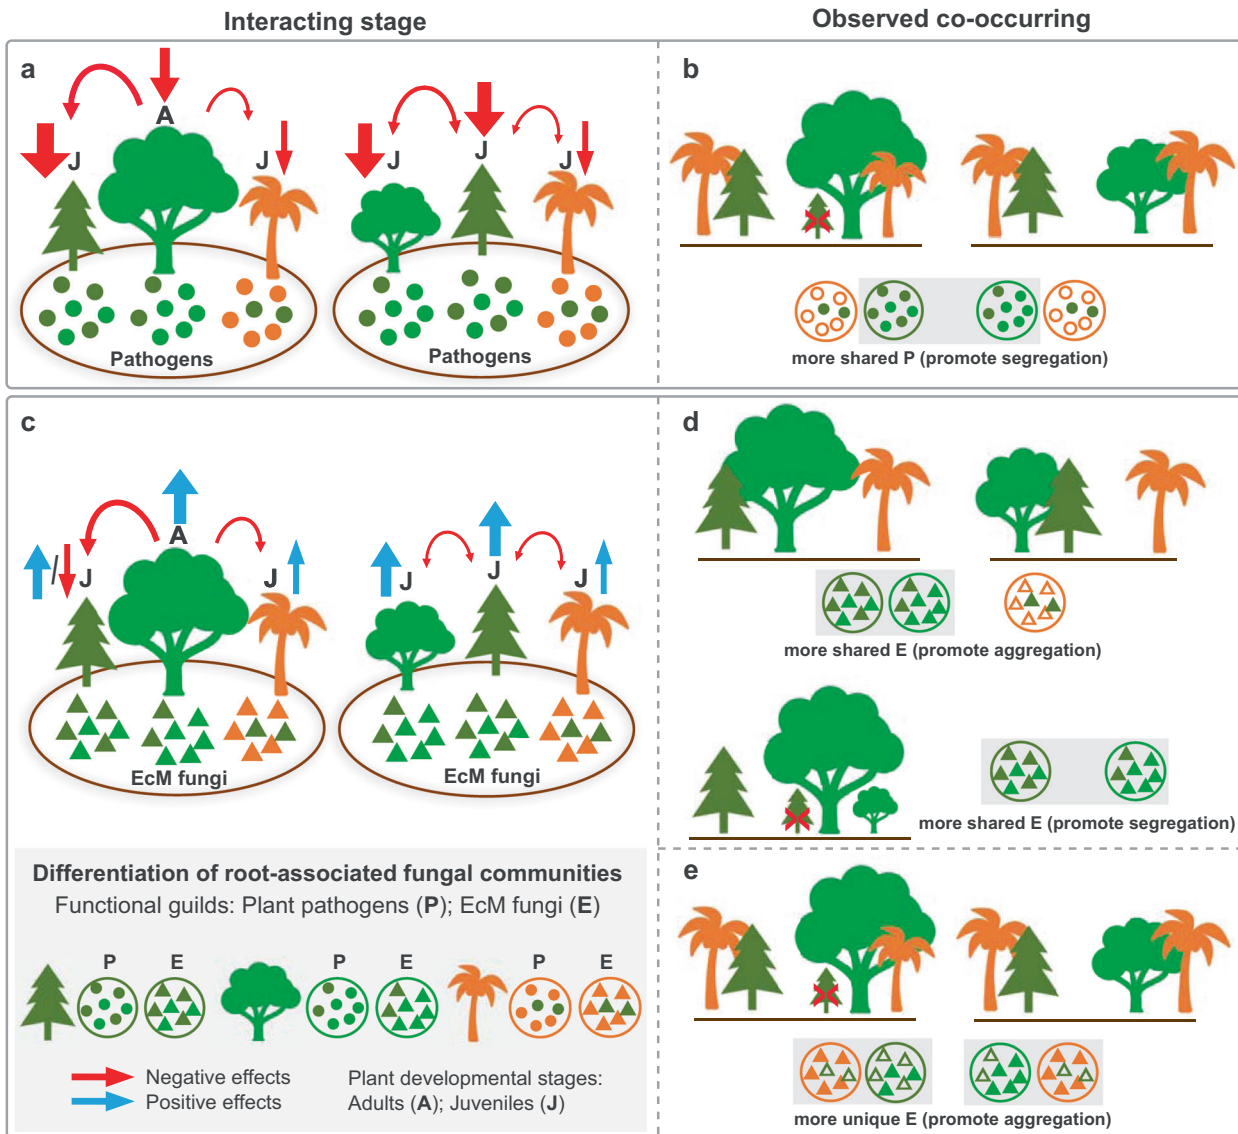 Interacting stage
Observed co-occurring
a
A
J
J
J
J
J
Pathogens
Pathogens
b
more shared P (promote segregation)
c
A
/
J
J
J
J
J
EcM fungi
EcM fungi
d
more shared E (promote aggregation)
more shared E (promote segregation)
Differentiation of root-associated fungal communities
Functional guilds: Plant pathogens (P); EcM fungi (E)
P E P E P E
Negative effects
Positive effects
Plant developmental stages:
Adults (A); Juveniles (J)
e
more unique E (promote aggregation)